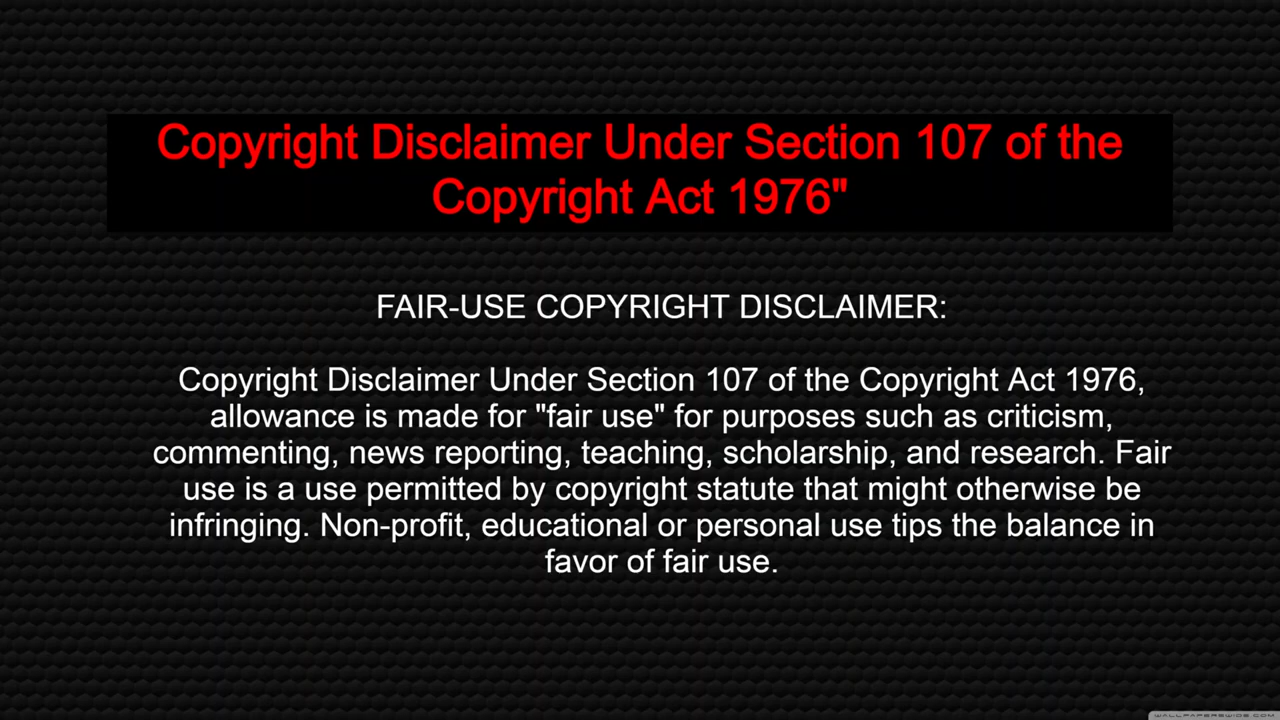 Copyright Disclaimer Under Section 107 of the
Copyright Act 1976"
FAIR-USE COPYRIGHT DISCLAIMER:
Copyright Disclaimer Under Section 107 of the Copyright Act 1976,
allowance is made for "fair use" for purposes such as criticism,
commenting, news reporting, teaching, scholarship, and research. Fair
use is a use permitted by copyright statute that might otherwise be
infringing. Non-profit, educational or personal use tips the balance in
favor of fair use.
WALLPAPERSWIDE.COM